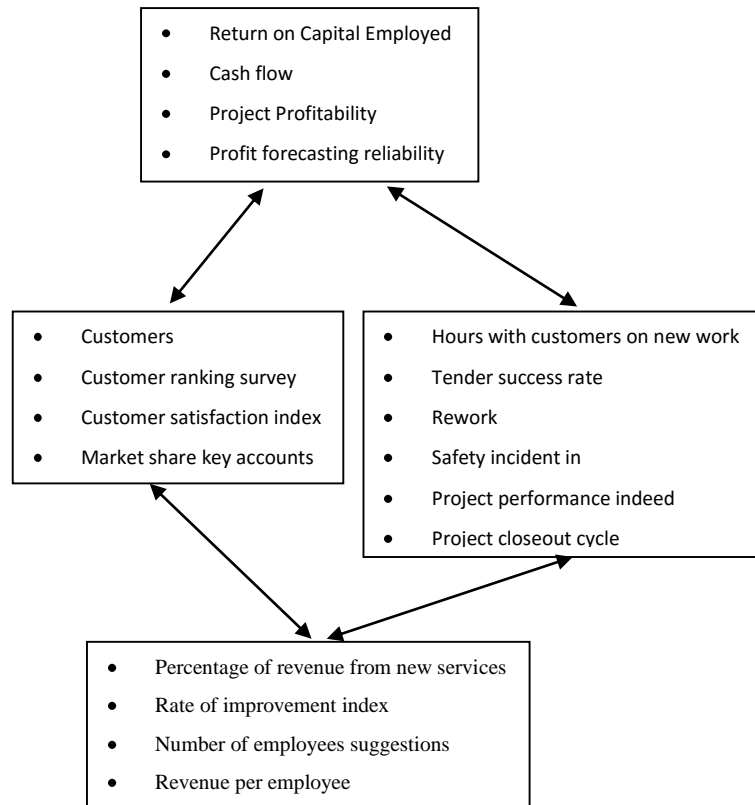 • Return on Capital Employed
• Cash flow
• Project Profitability
• Profit forecasting reliability
• Customers
• Customer ranking survey
• Customer satisfaction index
• Market share key accounts
• Hours with customers on new work
• Tender success rate
• Rework
• Safety incident in
• Project performance indeed
• Project closeout cycle
• Percentage of revenue from new services
• Rate of improvement index
• Number of employees suggestions
• Revenue per employee